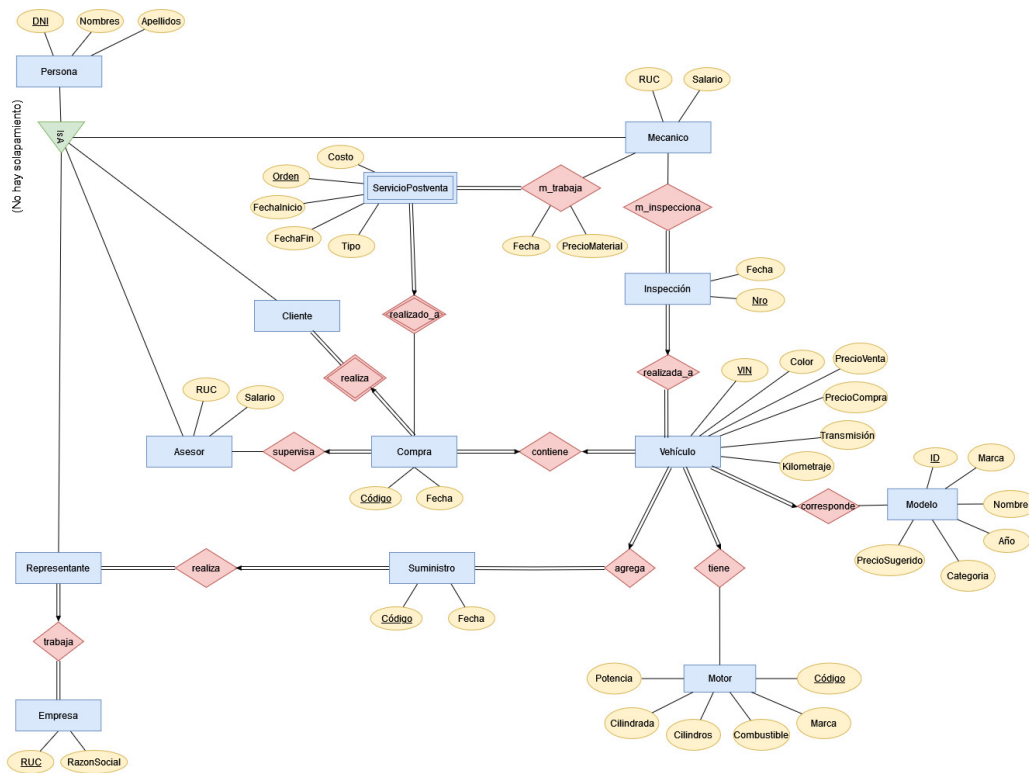 DNI
Nombres
Apellidos
Persona
(No hay solapamiento)
IsA
RUC
Salario
Mecanico
Costo
Orden
ServicioPostventa
m_trabaja
FechaInicio
FechaFin
Tipo
Fecha
PrecioMaterial
m_inspecciona
Fecha
Inspección
Nro
Cliente
realizado_a
realiza
realizada_a
VIN
Color
PrecioVenta
PrecioCompra
RUC
Salario
Transmisión
Asesor
supervisa
Compra
contiene
Vehículo
Kilometraje
ID
Marca
Código
Fecha
corresponde
Modelo
Nombre
Año
PrecioSugerido
Categoria
Representante
realiza
Suministro
agrega
tiene
Código
Fecha
trabaja
Potencia
Motor
Código
Empresa
Cilindrada
Cilindros
Combustible
Marca
RUC
RazonSocial